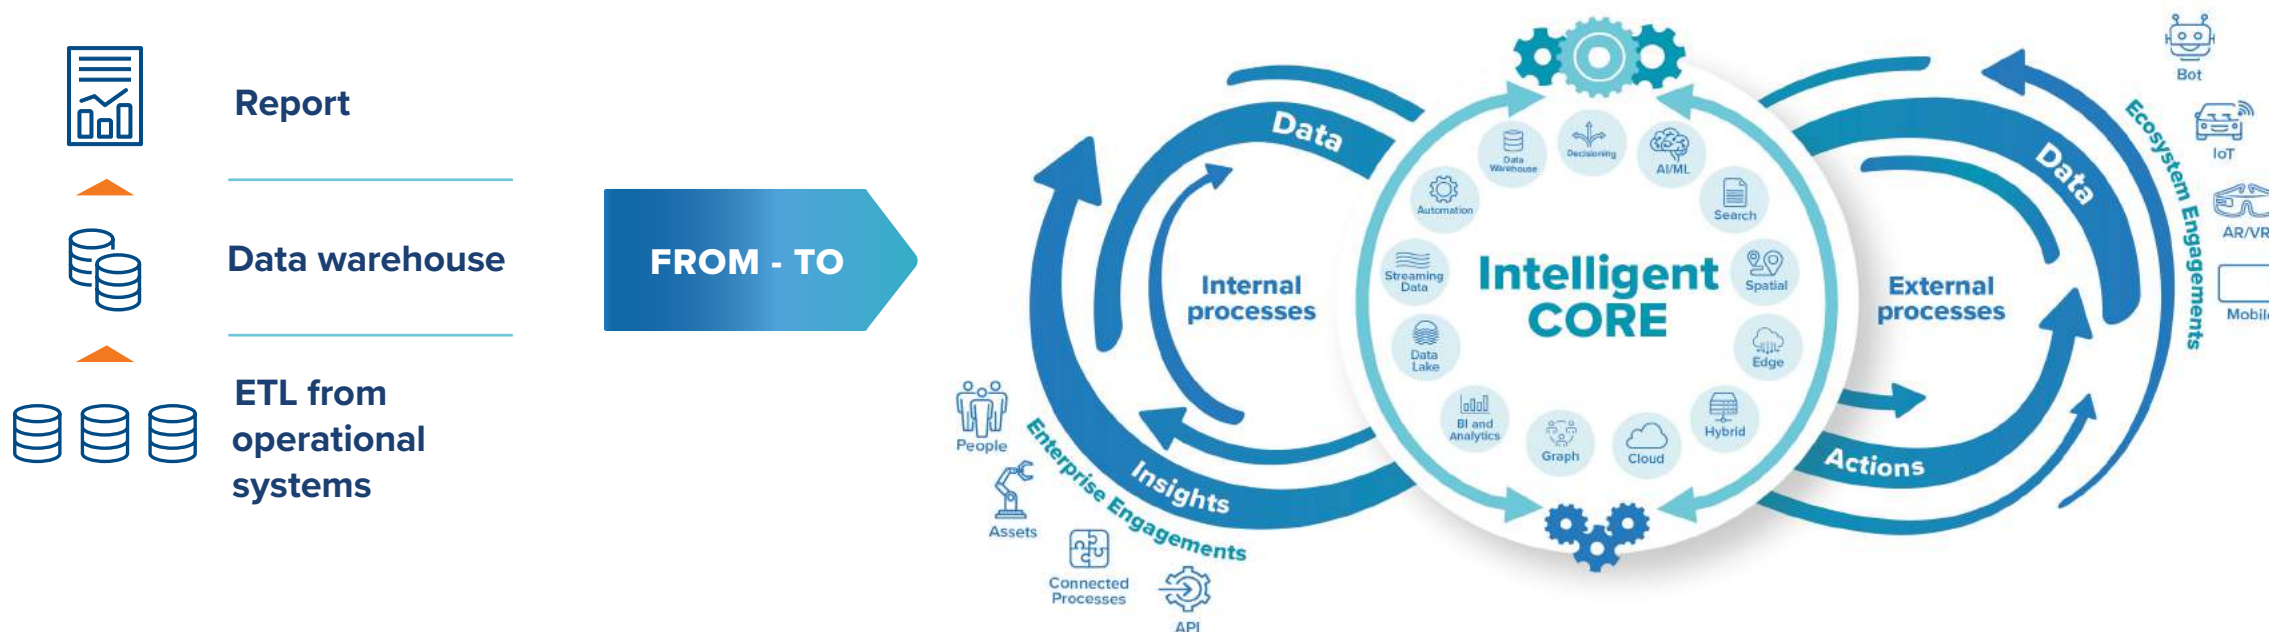 Report
Data warehouse
ETL from
operational
systems
FROM - TO
Data
Internal
processes
Insights
Enterprise Engagements
People
Assets
Connected
Processes
API
Intelligent
CORE
Data
Warehouse
Decisioning
AI/ML
Search
Spatial
Edge
Hybrid
Cloud
Graph
BI and
Analytics
Data
Lake
Streaming
Data
Automation
External
processes
Data
Actions
Ecosystem Engagements
Bot
IoT
AR/VR
Mobile